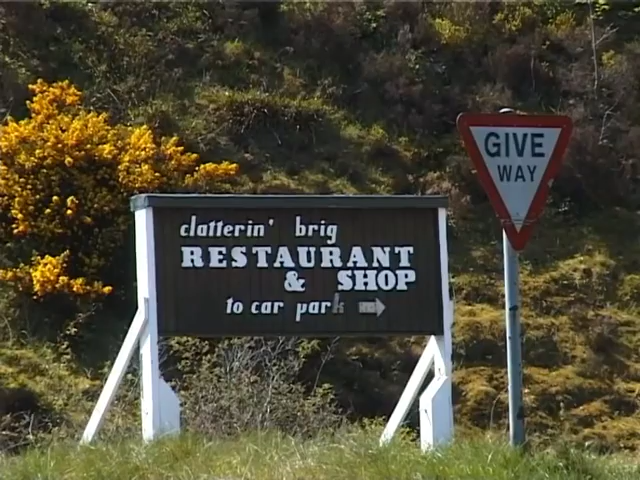 clatterin' brig
RESTAURANT
& SHOP
to car park
GIVE
WAY